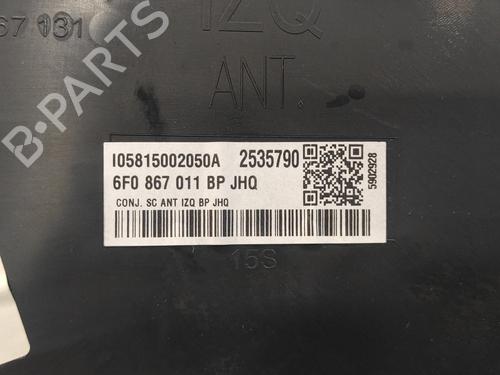 IZQ
67 131
ANT.
I05815002050A 2535790
6F0 867 011 BP JHQ
CONJ. SC ANT IZQ BP JHQ
5902928
15S
B-PARTS